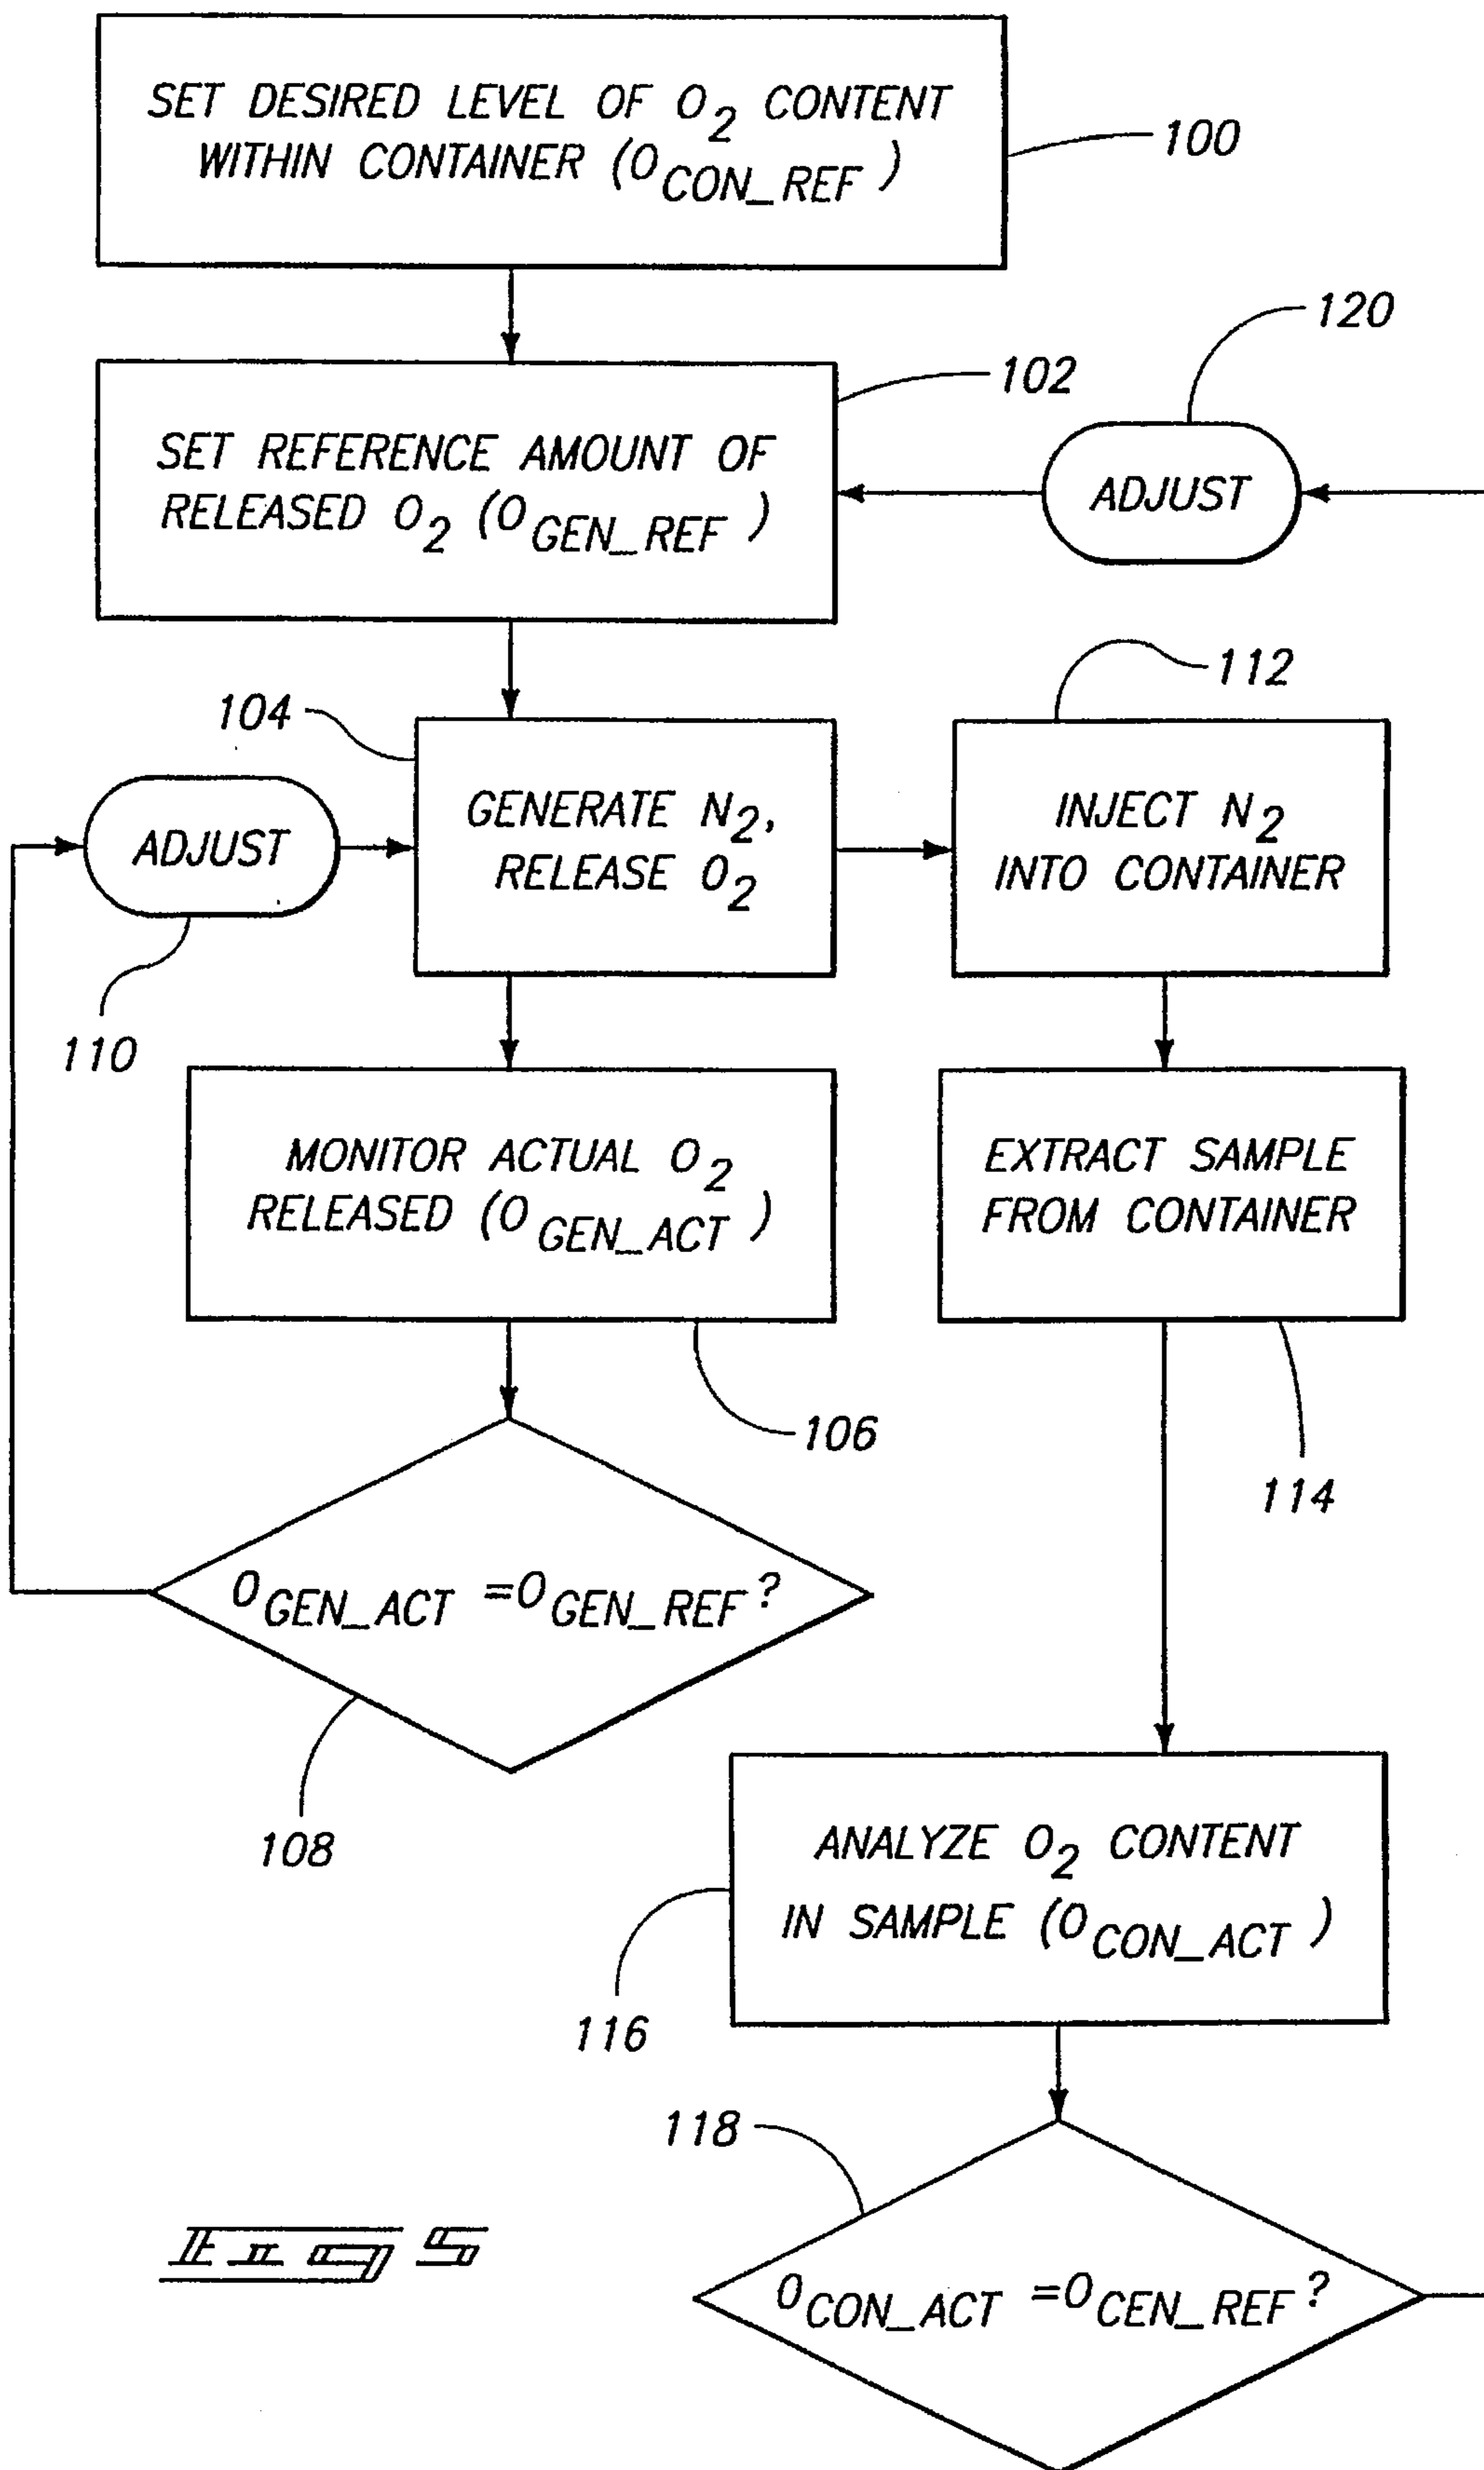 SET DESIRED LEVEL OF O2 CONTENT
WITHIN CONTAINER (OCON_REF)
100
120
102
SET REFERENCE AMOUNT OF
RELEASED O2 (OGEN_REF)
ADJUST
112
104
GENERATE N2,
RELEASE O2
INJECT N2
INTO CONTAINER
ADJUST
110
MONITOR ACTUAL O2
RELEASED (OGEN_ACT)
EXTRACT SAMPLE
FROM CONTAINER
106
114
OGEN_ACT =OGEN_REF?
108
ANALYZE O2 CONTENT
IN SAMPLE (OCON_ACT)
116
118
OCON_ACT =OCEN_REF?
Fig 5